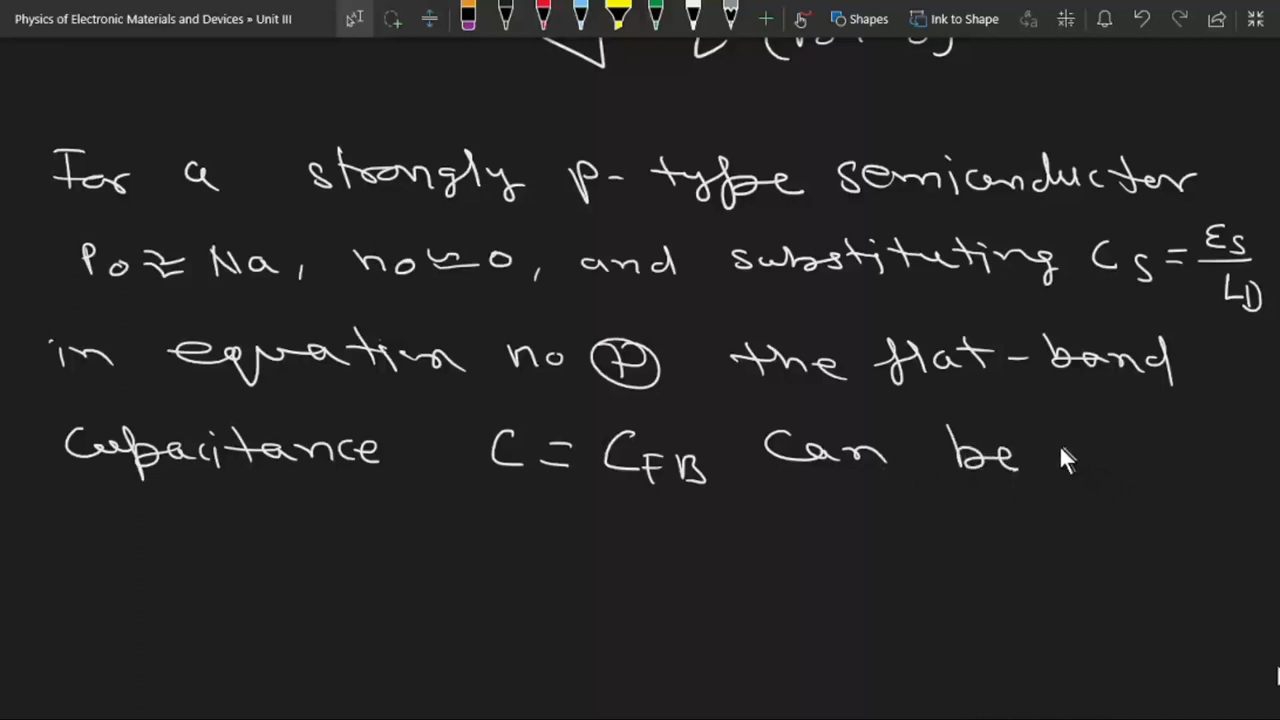 Physics of Electronic Materials and Devices » Unit III
Shapes
Ink to Shape
For a strongly p-type semiconductor
Po ≈ Na, no ≃ 0, and substituting Cs = εs/LD
in equation no Ⓟ the flat-band
capacitance C = CFB can be